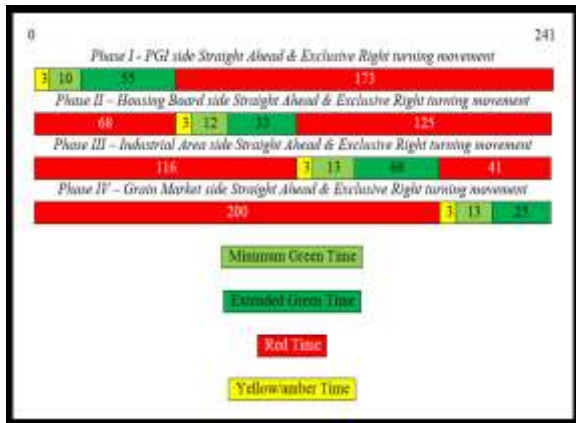 0 241
Phase I - PGI side Straight Ahead & Exclusive Right turning movement
3 10 55 173
Phase II – Housing Board side Straight Ahead & Exclusive Right turning movement
68 3 12 33 125
Phase III – Industrial Area side Straight Ahead & Exclusive Right turning movement
116 3 13 68 41
Phase IV – Grain Market side Straight Ahead & Exclusive Right turning movement
200 3 13 25
Minimum Green Time
Extended Green Time
Red Time
Yellow/amber Time